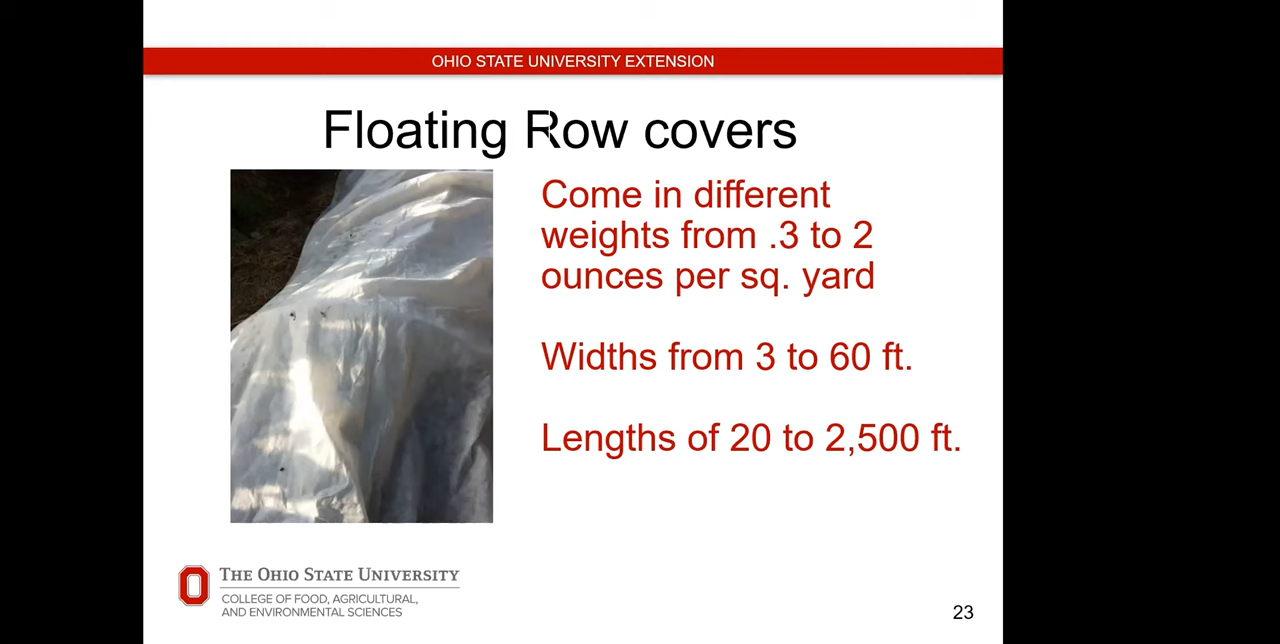 OHIO STATE UNIVERSITY EXTENSION
Floating Row covers
Come in different
weights from .3 to 2
ounces per sq. yard
Widths from 3 to 60 ft.
Lengths of 20 to 2,500 ft.
THE OHIO STATE UNIVERSITY
COLLEGE OF FOOD, AGRICULTURAL,
AND ENVIRONMENTAL SCIENCES
23